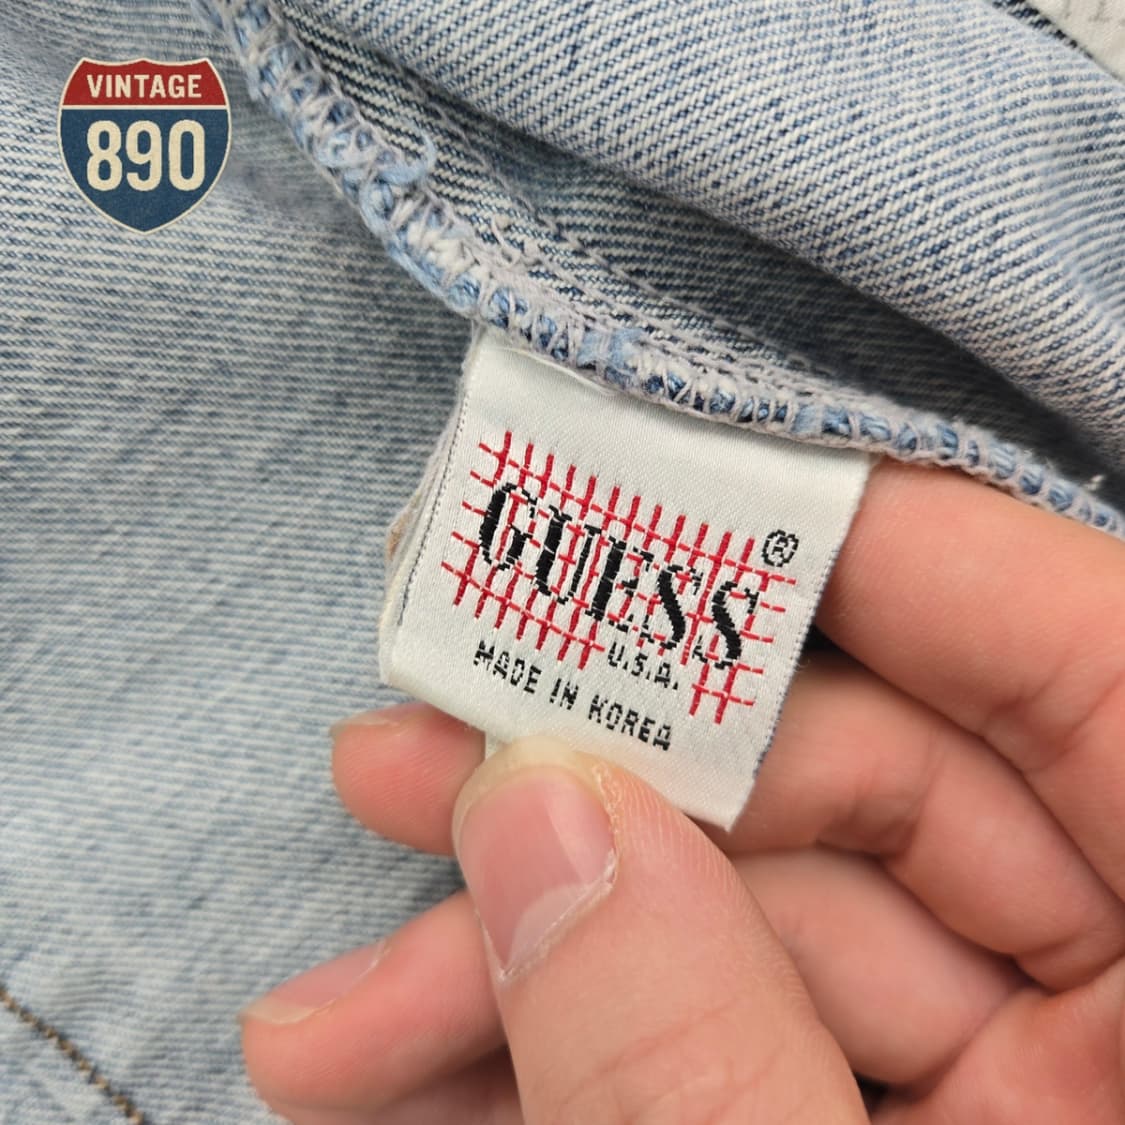 VINTAGE
890
GUESS®
U.S.A.
MADE IN KOREA